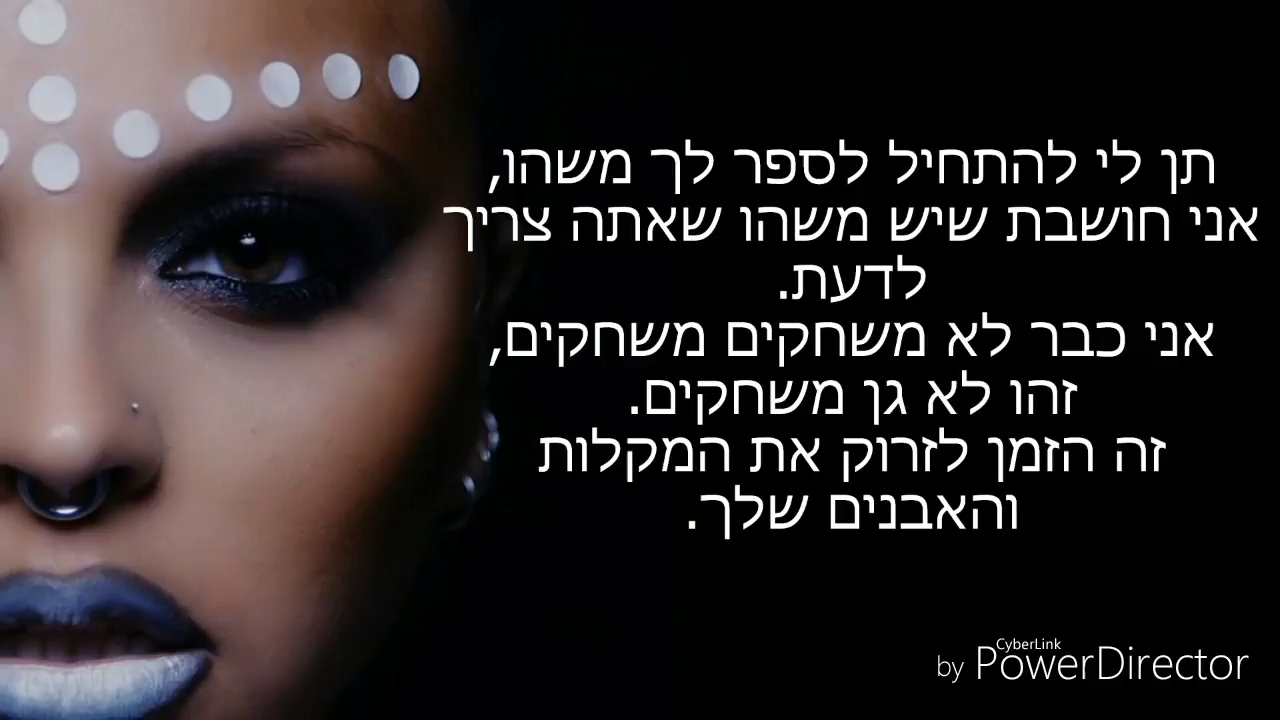 תן לי להתחיל לספר לך משהו,
אני חושבת שיש משהו שאתה צריך
לדעת.
אני כבר לא משחקים משחקים,
זהו לא גן משחקים.
זה הזמן לזרוק את המקלות
והאבנים שלך.
CyberLink
by PowerDirector